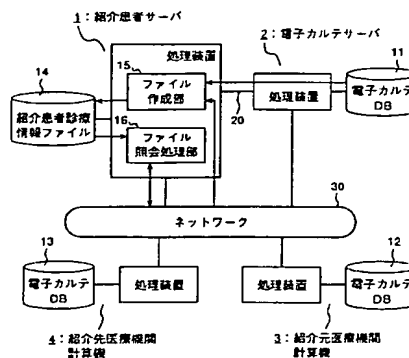 1：紹介患者サーバ
2：電子カルテサーバ
11
14
15
処理装置
ファイル
作成部
処理装置
電子カルテ
DB
紹介患者診療
情報ファイル
16
ファイル
照会処理部
20
30
ネットワーク
13
12
電子カルテ
DB
処理装置
処理装置
電子カルテ
DB
4：紹介先医療機関
計算機
3：紹介元医療機関
計算機